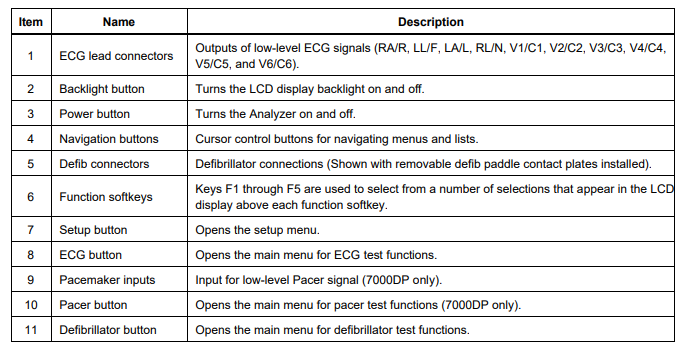 Item Name Description
1 ECG lead connectors Outputs of low-level ECG signals (RA/R, LL/F, LA/L, RL/N, V1/C1, V2/C2, V3/C3, V4/C4,
V5/C5, and V6/C6).
2 Backlight button Turns the LCD display backlight on and off.
3 Power button Turns the Analyzer on and off.
4 Navigation buttons Cursor control buttons for navigating menus and lists.
5 Defib connectors Defibrillator connections (Shown with removable defib paddle contact plates installed).
6 Function softkeys Keys F1 through F5 are used to select from a number of selections that appear in the LCD
display above each function softkey.
7 Setup button Opens the setup menu.
8 ECG button Opens the main menu for ECG test functions.
9 Pacemaker inputs Input for low-level Pacer signal (7000DP only).
10 Pacer button Opens the main menu for pacer test functions (7000DP only).
11 Defibrillator button Opens the main menu for defibrillator test functions.